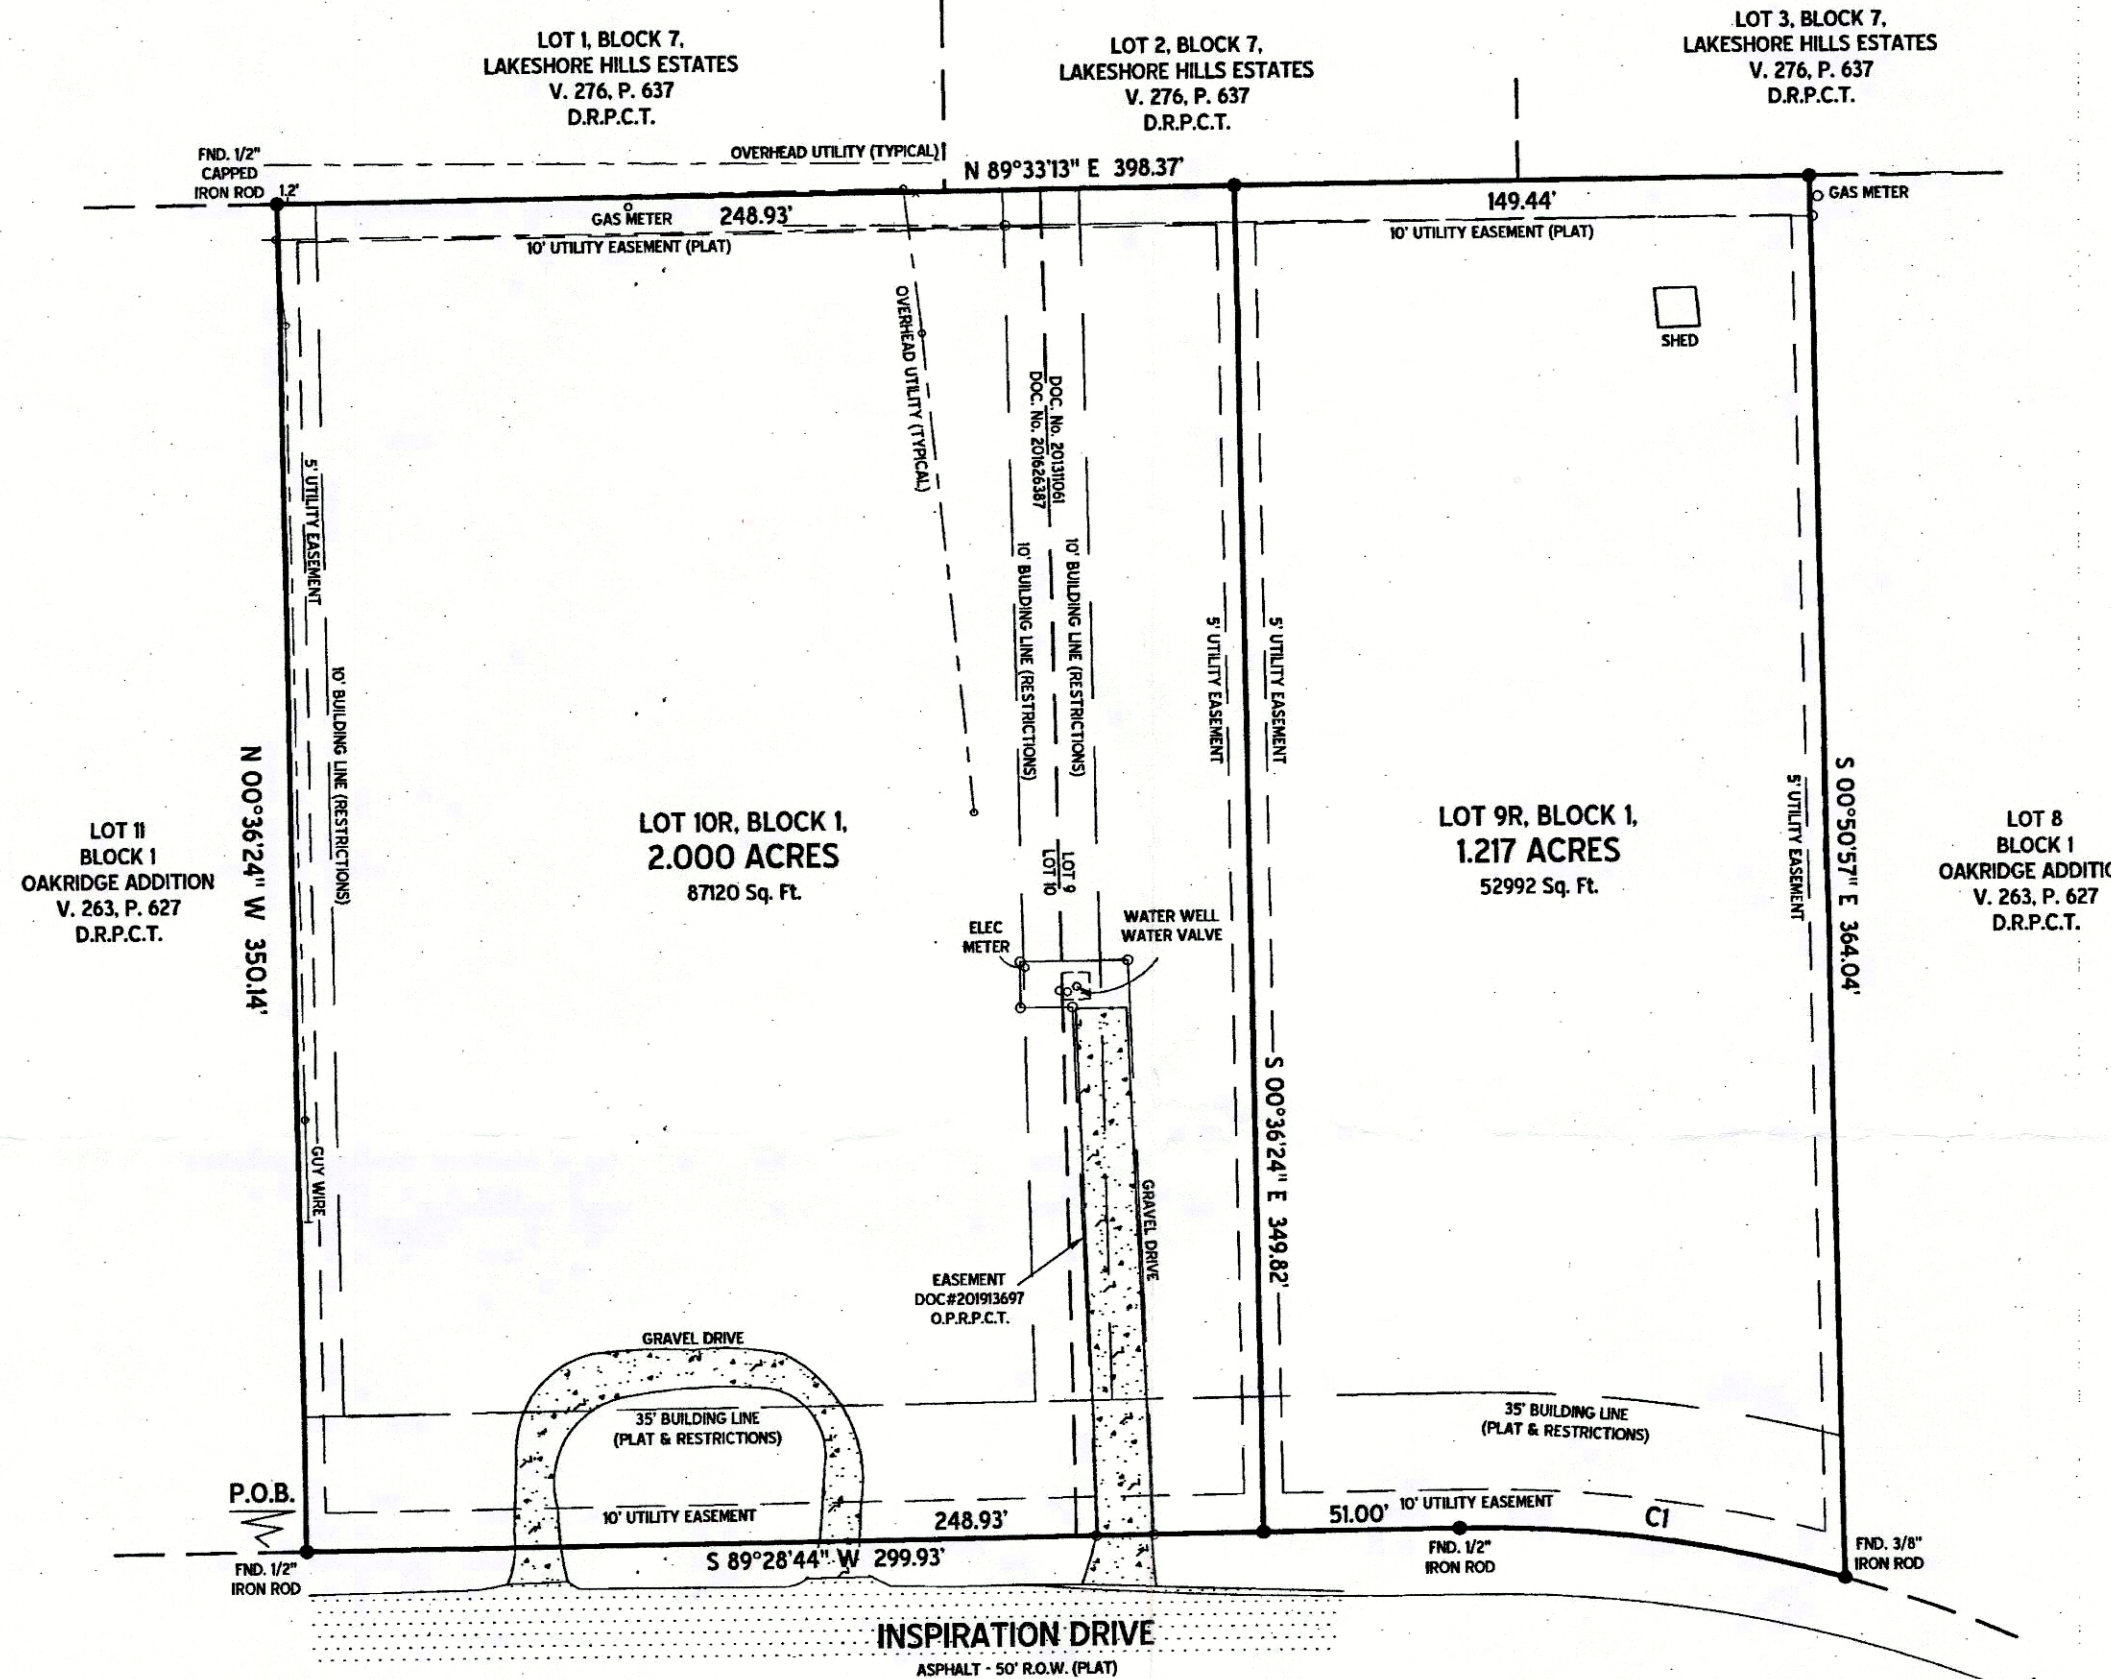 LOT 1, BLOCK 7,
LAKESHORE HILLS ESTATES
V. 276, P. 637
D.R.P.C.T.
LOT 2, BLOCK 7,
LAKESHORE HILLS ESTATES
V. 276, P. 637
D.R.P.C.T.
LOT 3, BLOCK 7,
LAKESHORE HILLS ESTATES
V. 276, P. 637
D.R.P.C.T.
FND. 1/2"
CAPPED
IRON ROD
1.2'
OVERHEAD UTILITY (TYPICAL)
N 89°33'13" E 398.37'
GAS METER
248.93'
10' UTILITY EASEMENT (PLAT)
149.44'
10' UTILITY EASEMENT (PLAT)
GAS METER
SHED
OVERHEAD UTILITY (TYPICAL)
DOC. No. 201311061
DOC. No. 201626387
5' UTILITY EASEMENT
10' BUILDING LINE (RESTRICTIONS)
10' BUILDING LINE (RESTRICTIONS)
10' BUILDING LINE (RESTRICTIONS)
5' UTILITY EASEMENT
5' UTILITY EASEMENT
5' UTILITY EASEMENT
N 00°36'24" W 350.14'
S 00°50'57" E 364.04'
LOT 11
BLOCK 1
OAKRIDGE ADDITION
V. 263, P. 627
D.R.P.C.T.
LOT 10R, BLOCK 1,
2.000 ACRES
87120 Sq. Ft.
LOT 9
LOT 10
LOT 9R, BLOCK 1,
1.217 ACRES
52992 Sq. Ft.
LOT 8
BLOCK 1
OAKRIDGE ADDITIO
V. 263, P. 627
D.R.P.C.T.
ELEC
METER
WATER WELL
WATER VALVE
S 00°36'24" E 349.82'
GUY WIRE
GRAVEL DRIVE
EASEMENT
DOC#201913697
O.P.R.P.C.T.
GRAVEL DRIVE
35' BUILDING LINE
(PLAT & RESTRICTIONS)
35' BUILDING LINE
(PLAT & RESTRICTIONS)
P.O.B.
10' UTILITY EASEMENT
248.93'
51.00'
10' UTILITY EASEMENT
C1
S 89°28'44" W 299.93'
FND. 1/2"
IRON ROD
FND. 1/2"
IRON ROD
FND. 3/8"
IRON ROD
INSPIRATION DRIVE
ASPHALT - 50' R.O.W. (PLAT)